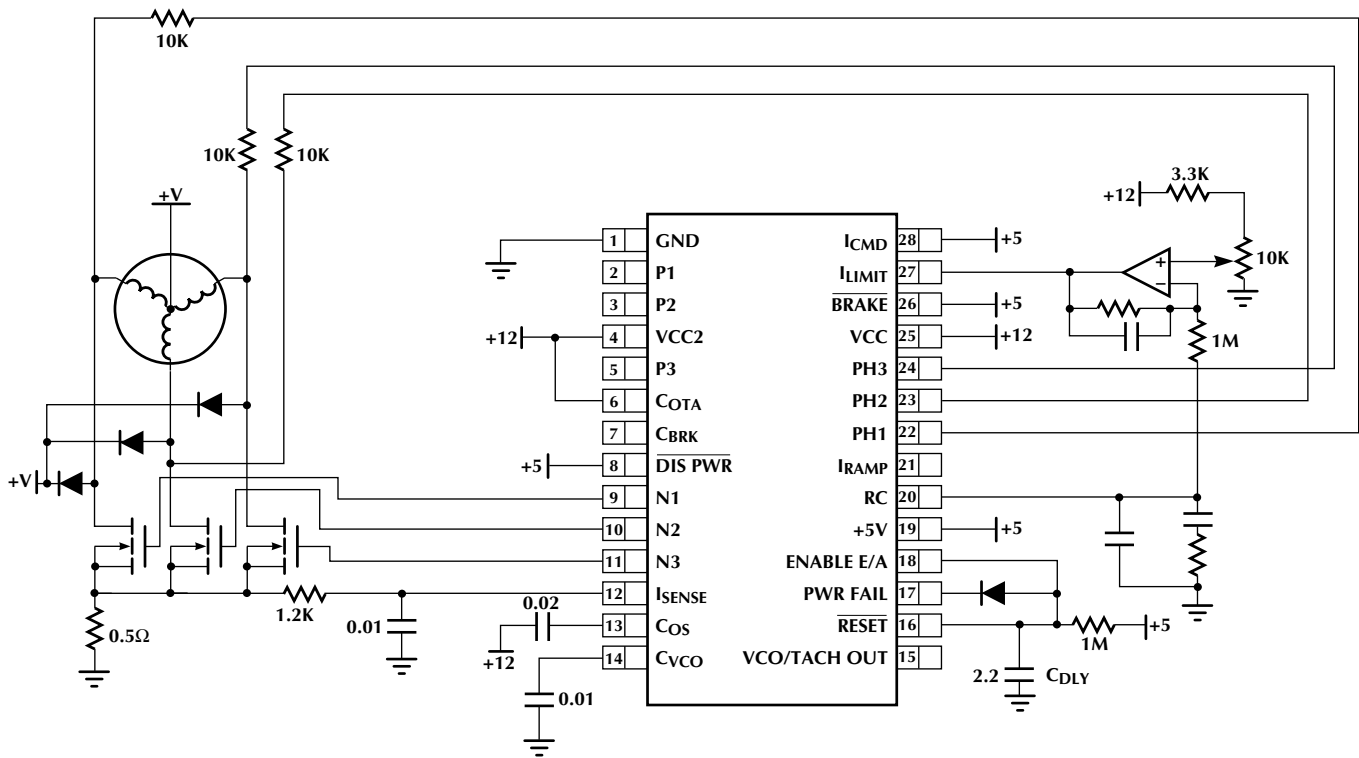 10K
10K
10K
+V
+V
3.3K
+12
10K
1M
1 GND
2 P1
3 P2
+12 4 VCC2
5 P3
6 COTA
7 CBRK
+5 8 DIS PWR
9 N1
10 N2
11 N3
12 ISENSE
13 COS
14 CVCO
ICMD 28 +5
ILIMIT 27
BRAKE 26 +5
VCC 25 +12
PH3 24
PH2 23
PH1 22
IRAMP 21
RC 20
+5V 19 +5
ENABLE E/A 18
PWR FAIL 17
RESET 16
VCO/TACH OUT 15
+
–
1.2K
0.5Ω
0.01
0.02
+12
0.01
1M
+5
2.2
CDLY